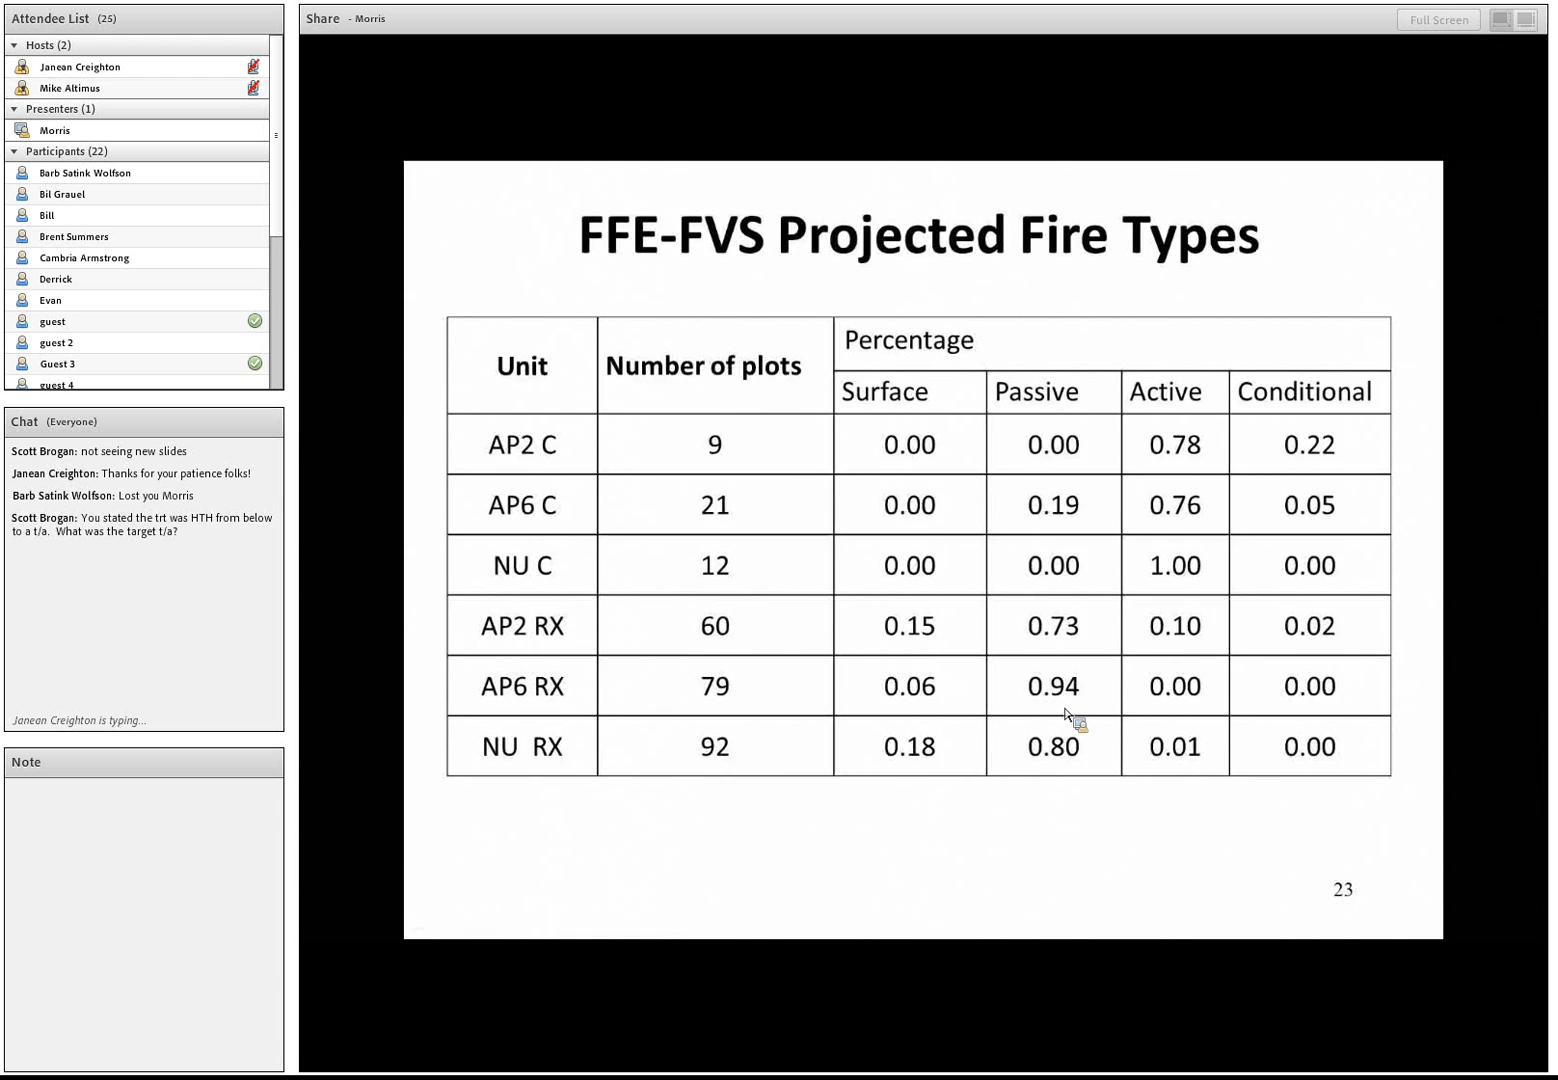 Attendee List (25)
Hosts (2)
Janean Creighton
Mike Altimus
Presenters (1)
Morris
Participants (22)
Barb Satink Wolfson
Bil Grauel
Bill
Brent Summers
Cambria Armstrong
Derrick
Evan
guest
guest 2
Guest 3
guest 4
Chat (Everyone)
Scott Brogan: not seeing new slides
Janean Creighton: Thanks for your patience folks!
Barb Satink Wolfson: Lost you Morris
Scott Brogan: You stated the trt was HTH from below
to a t/a. What was the target t/a?
Janean Creighton is typing...
Note
Share - Morris
Full Screen
FFE-FVS Projected Fire Types
Unit Number of plots Percentage
Surface Passive Active Conditional
AP2 C 9 0.00 0.00 0.78 0.22
AP6 C 21 0.00 0.19 0.76 0.05
NU C 12 0.00 0.00 1.00 0.00
AP2 RX 60 0.15 0.73 0.10 0.02
AP6 RX 79 0.06 0.94 0.00 0.00
NU RX 92 0.18 0.80 0.01 0.00
23